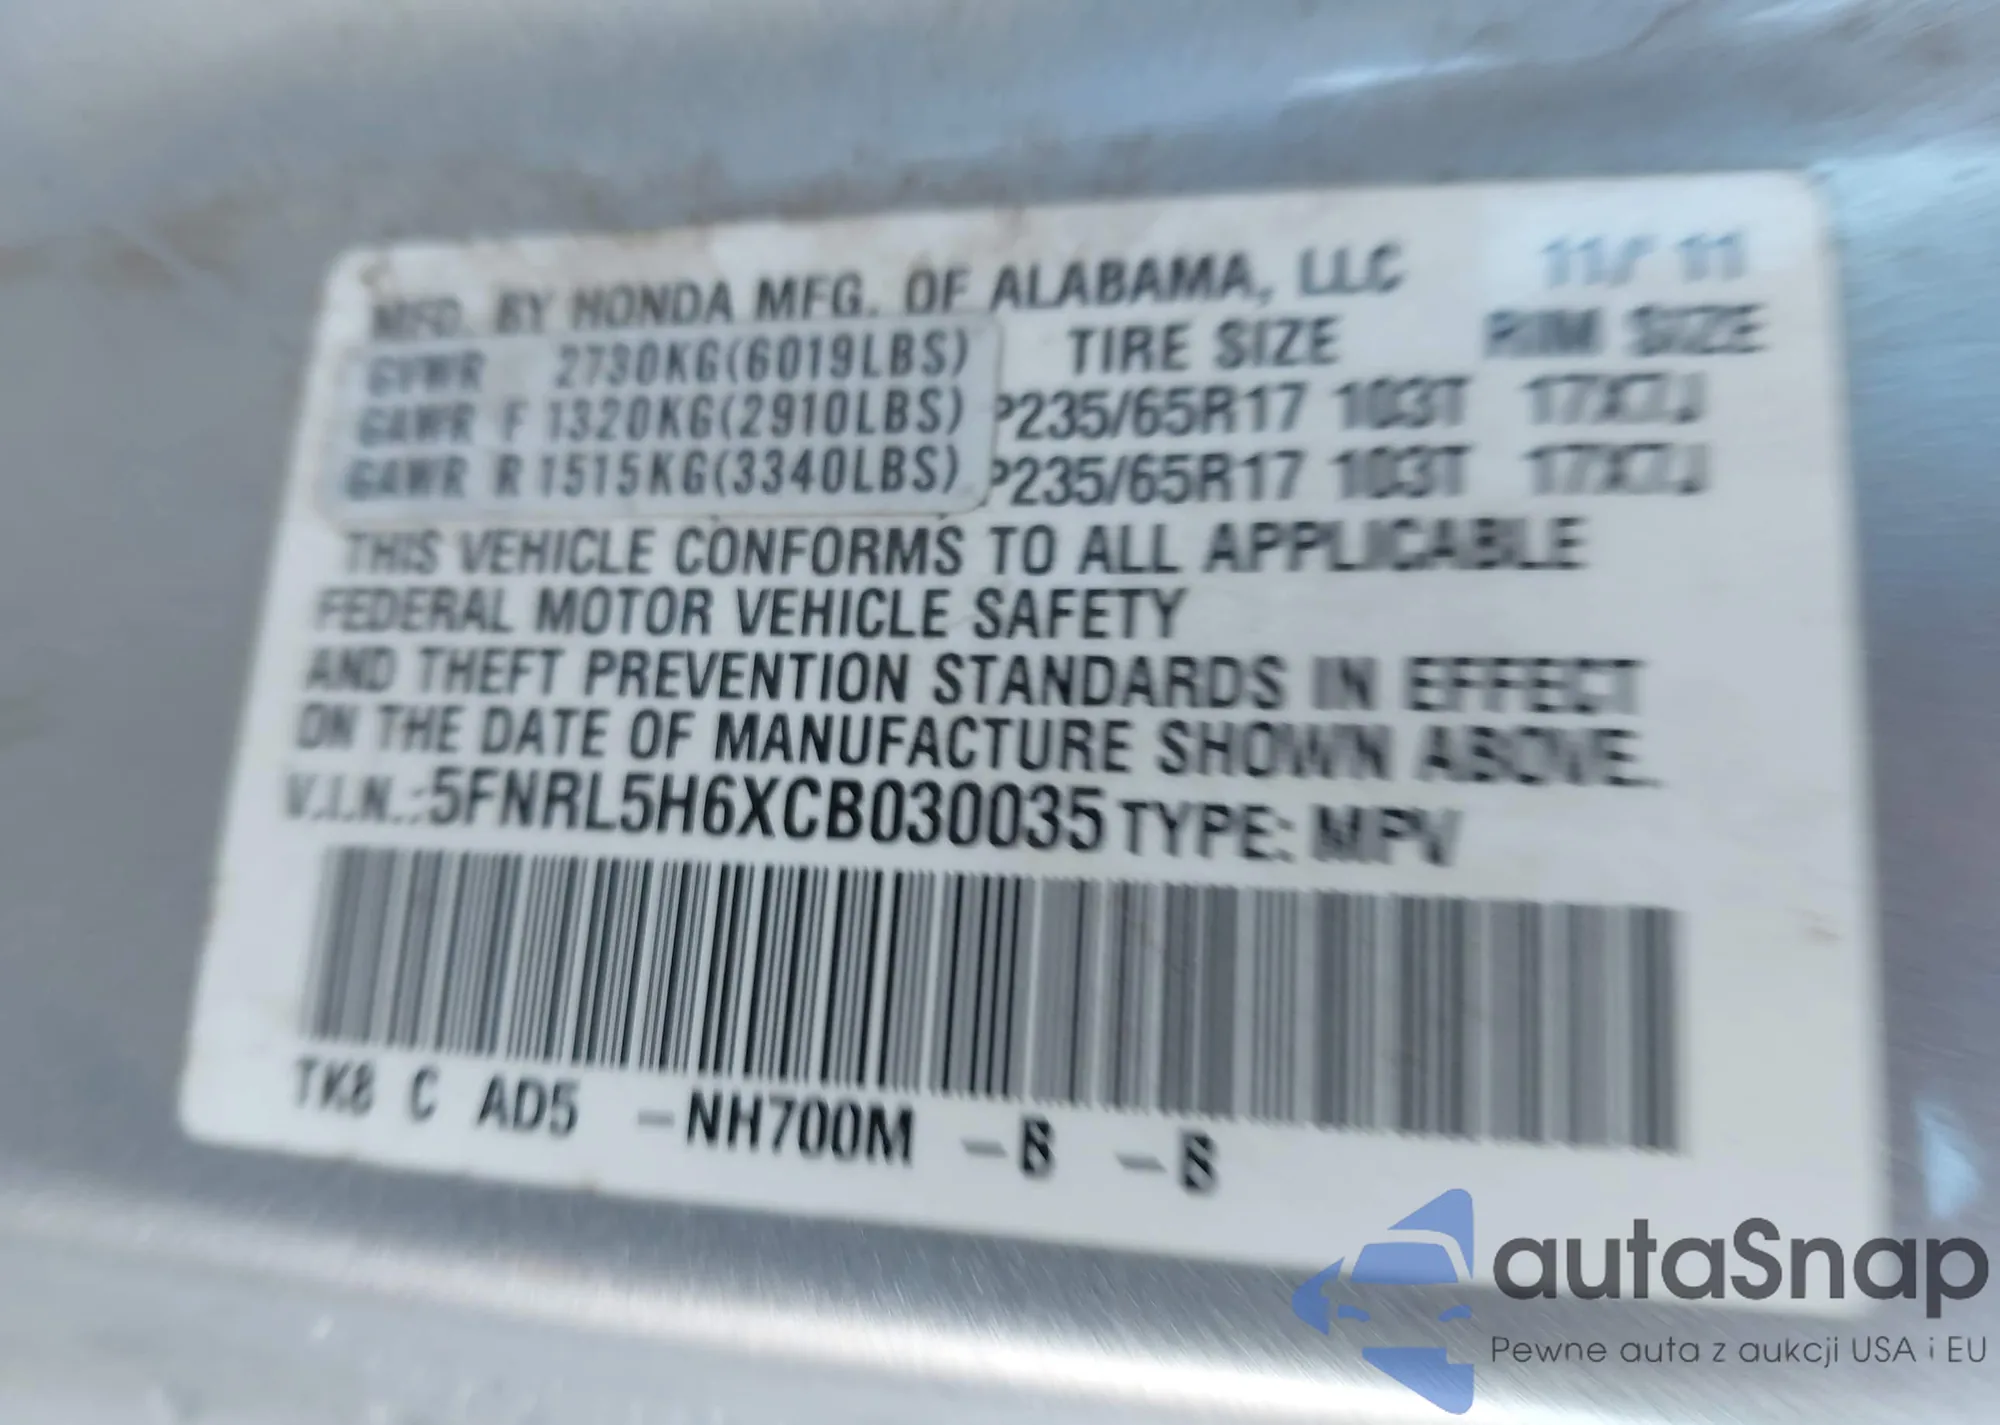 MFD. BY HONDA MFG. OF ALABAMA, LLC 11/ 11
TIRE SIZE RIM SIZE
GVWR 2730KG(6019LBS)
GAWR F 1320KG(2910LBS) P235/65R17 103T 17X7J
GAWR R 1515KG(3340LBS) P235/65R17 103T 17X7J
THIS VEHICLE CONFORMS TO ALL APPLICABLE
FEDERAL MOTOR VEHICLE SAFETY
AND THEFT PREVENTION STANDARDS IN EFFECT
ON THE DATE OF MANUFACTURE SHOWN ABOVE.
V.I.N.:5FNRL5H6XCB030035 TYPE: MPV
TK8 C AD5 -NH700M
autaSnap
Pewne auta z aukcji USA i EU